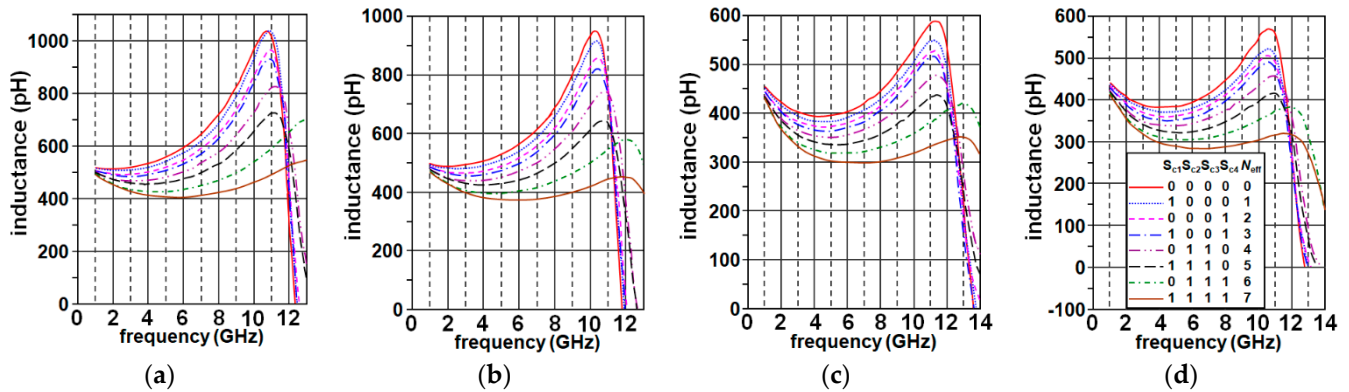 inductance (pH)
1000
800
600
400
200
0
0 2 4 6 8 10 12
frequency (GHz)
(a)
inductance (pH)
1000
800
600
400
200
0
0 2 4 6 8 10 12
frequency (GHz)
(b)
inductance (pH)
600
500
400
300
200
100
0
0 2 4 6 8 10 12 14
frequency (GHz)
(c)
inductance (pH)
600
500
400
300
200
100
0
-100
0 2 4 6 8 10 12 14
frequency (GHz)
(d)
Sc1 Sc2 Sc3 Sc4 Neff
0 0 0 0 0
1 0 0 0 1
0 0 0 1 2
1 0 0 1 3
0 1 1 0 4
1 1 1 0 5
0 1 1 1 6
1 1 1 1 7